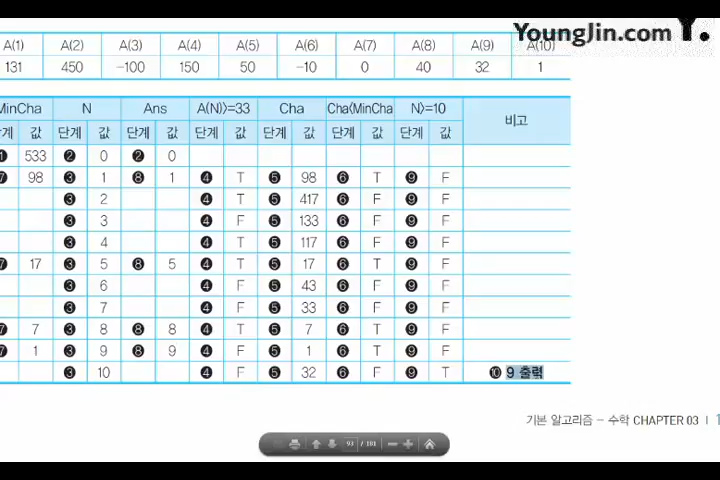 YoungJin.com Y.
A(1) A(2) A(3) A(4) A(5) A(6) A(7) A(8) A(9) A(10)
131 450 -100 150 50 -10 0 40 32 1
MinCha N Ans A(N)>=33 Cha Cha<MinCha N>=10 비고
단계 값 단계 값 단계 값 단계 값 단계 값 단계 값 단계 값
❶ 533 ❷ 0 ❷ 0
❼ 98 ❸ 1 ❽ 1 ❹ T ❺ 98 ❻ T ❾ F
❸ 2 ❹ T ❺ 417 ❻ F ❾ F
❸ 3 ❹ F ❺ 133 ❻ F ❾ F
❸ 4 ❹ T ❺ 117 ❻ F ❾ F
❼ 17 ❸ 5 ❽ 5 ❹ T ❺ 17 ❻ T ❾ F
❸ 6 ❹ F ❺ 43 ❻ F ❾ F
❸ 7 ❹ F ❺ 33 ❻ F ❾ F
❼ 7 ❸ 8 ❽ 8 ❹ T ❺ 7 ❻ T ❾ F
❼ 1 ❸ 9 ❽ 9 ❹ F ❺ 1 ❻ T ❾ F
❸ 10 ❹ F ❺ 32 ❻ F ❾ T ❿ 9 출력
기본 알고리즘 - 수학 CHAPTER 03 | 1
93 / 181